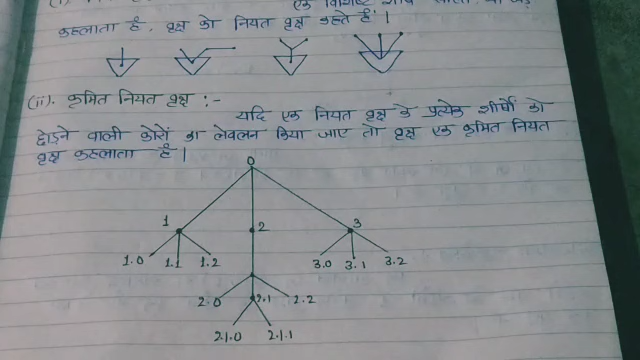 एक विशिष्ट शीर्ष
कहलाता है, वृक्ष को नियत वृक्ष कहते हैं।
(ii). क्रमित नियत वृक्ष :-
यदि एक नियत वृक्ष के प्रत्येक शीर्षों को
छोड़ने वाली कोरों का लेवलन किया जाए तो वृक्ष एक क्रमित नियत
वृक्ष कहलाता है।
0
1 2 3
1.0 1.1 1.2 3.0 3.1 3.2
2.0 2.1 2.2
2.1.0 2.1.1